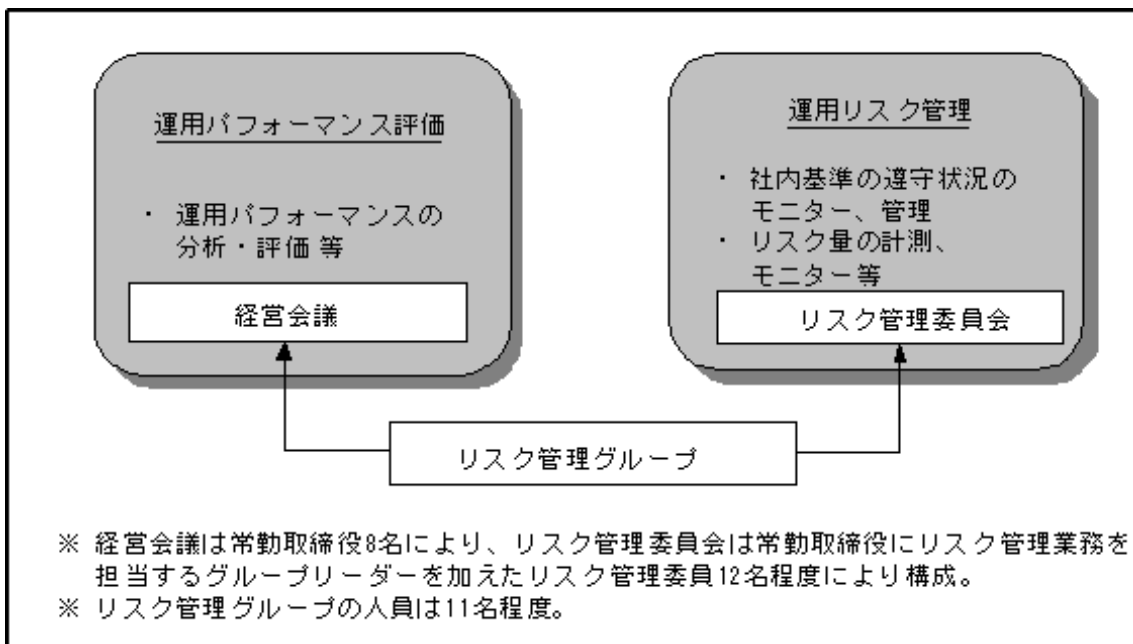 運用パフォーマンス評価
・ 運用パフォーマンスの
分析・評価 等
経営会議
運用リスク管理
・ 社内基準の遵守状況の
モニター、管理
・ リスク量の計測、
モニター等
リスク管理委員会
リスク管理グループ
※ 経営会議は常勤取締役8名により、リスク管理委員会は常勤取締役にリスク管理業務を
担当するグループリーダーを加えたリスク管理委員12名程度により構成。
※ リスク管理グループの人員は11名程度。